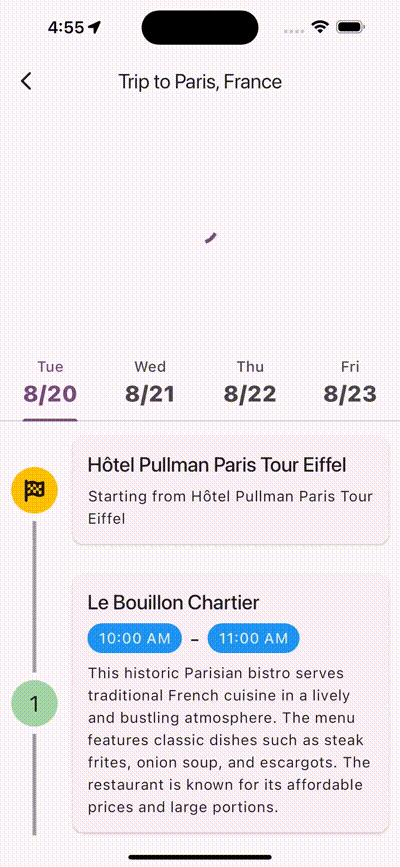 4:55
Trip to Paris, France
Tue Wed Thu Fri
8/20 8/21 8/22 8/23
Hôtel Pullman Paris Tour Eiffel
Starting from Hôtel Pullman Paris Tour
Eiffel
Le Bouillon Chartier
10:00 AM – 11:00 AM
1
This historic Parisian bistro serves
traditional French cuisine in a lively
and bustling atmosphere. The menu
features classic dishes such as steak
frites, onion soup, and escargots. The
restaurant is known for its affordable
prices and large portions.